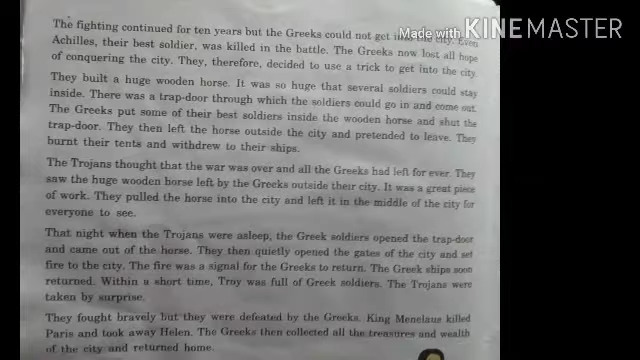 The fighting continued for ten years but the Greeks could not get into the city. Even
Achilles, their best soldier, was killed in the battle. The Greeks now lost all hope
of conquering the city. They, therefore, decided to use a trick to get into the city.
They built a huge wooden horse. It was so huge that several soldiers could stay
inside. There was a trap-door through which the soldiers could go in and come out.
The Greeks put some of their best soldiers inside the wooden horse and shut the
trap-door. They then left the horse outside the city and pretended to leave. They
burnt their tents and withdrew to their ships.
The Trojans thought that the war was over and all the Greeks had left for ever. They
saw the huge wooden horse left by the Greeks outside their city. It was a great piece
of work. They pulled the horse into the city and left it in the middle of the city for
everyone to see.
That night when the Trojans were asleep, the Greek soldiers opened the trap-door
and came out of the horse. They then quietly opened the gates of the city and set
fire to the city. The fire was a signal for the Greeks to return. The Greek ships soon
returned. Within a short time, Troy was full of Greek soldiers. The Trojans were
taken by surprise.
They fought bravely but they were defeated by the Greeks. King Menelaus killed
Paris and took away Helen. The Greeks then collected all the treasures and wealth
of the city and returned home.
Made with KINEMASTER